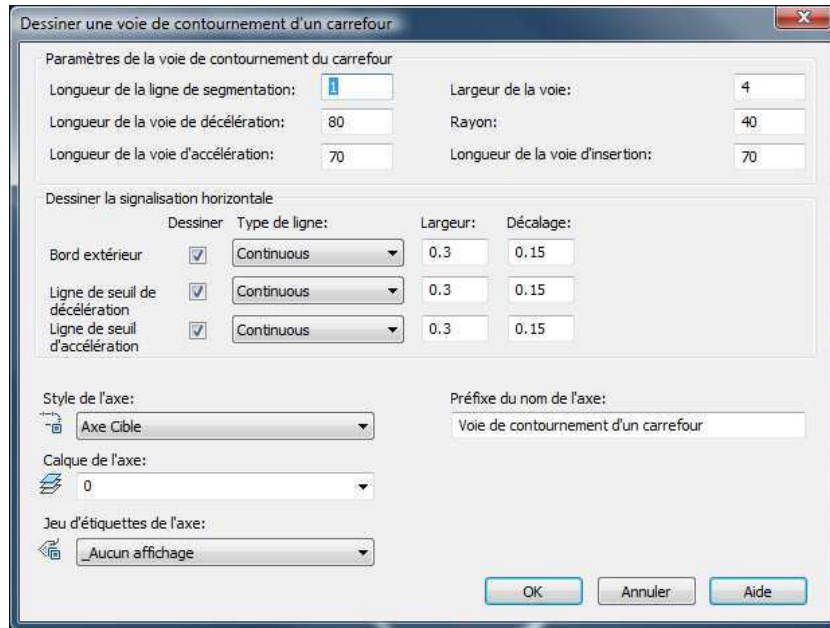 Dessiner une voie de contournement d'un carrefour
Paramètres de la voie de contournement du carrefour
Longueur de la ligne de segmentation: 1 Largeur de la voie: 4
Longueur de la voie de décélération: 80 Rayon: 40
Longueur de la voie d'accélération: 70 Longueur de la voie d'insertion: 70
Dessiner la signalisation horizontale
Dessiner Type de ligne: Largeur: Décalage:
Bord extérieur Continuous 0.3 0.15
Ligne de seuil de décélération Continuous 0.3 0.15
Ligne de seuil d'accélération Continuous 0.3 0.15
Style de l'axe: Préfixe du nom de l'axe:
Axe Cible Voie de contournement d'un carrefour
Calque de l'axe:
0
Jeu d'étiquettes de l'axe:
_Aucun affichage
OK Annuler Aide